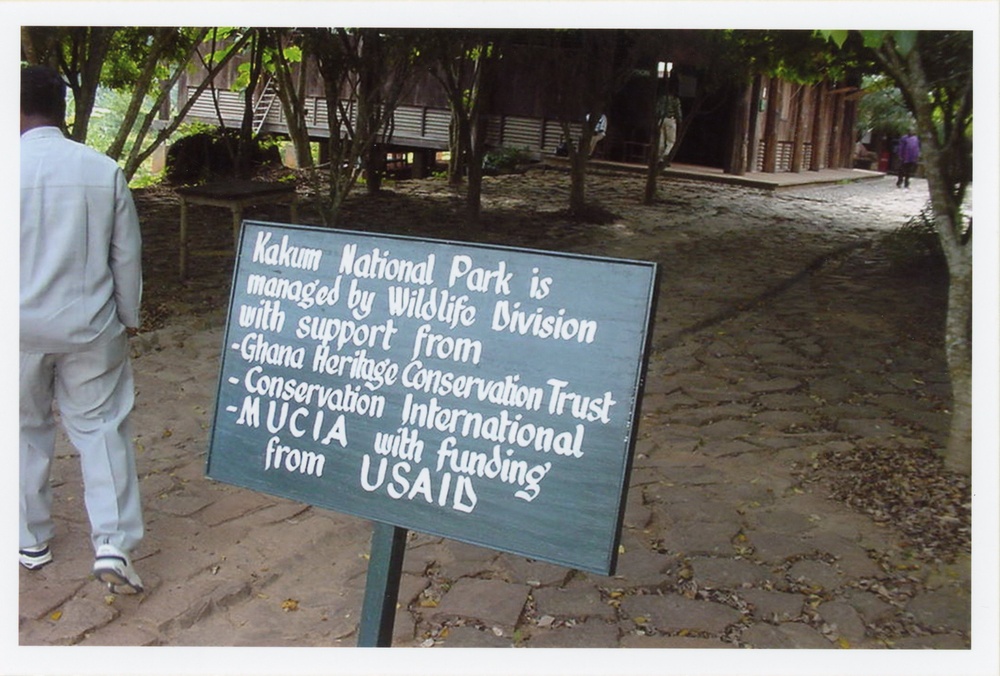 Kakum National Park is
managed by Wildlife Division
with support from
-Ghana Heritage Conservation Trust
-Conservation International
-MUCIA with funding
from USAID